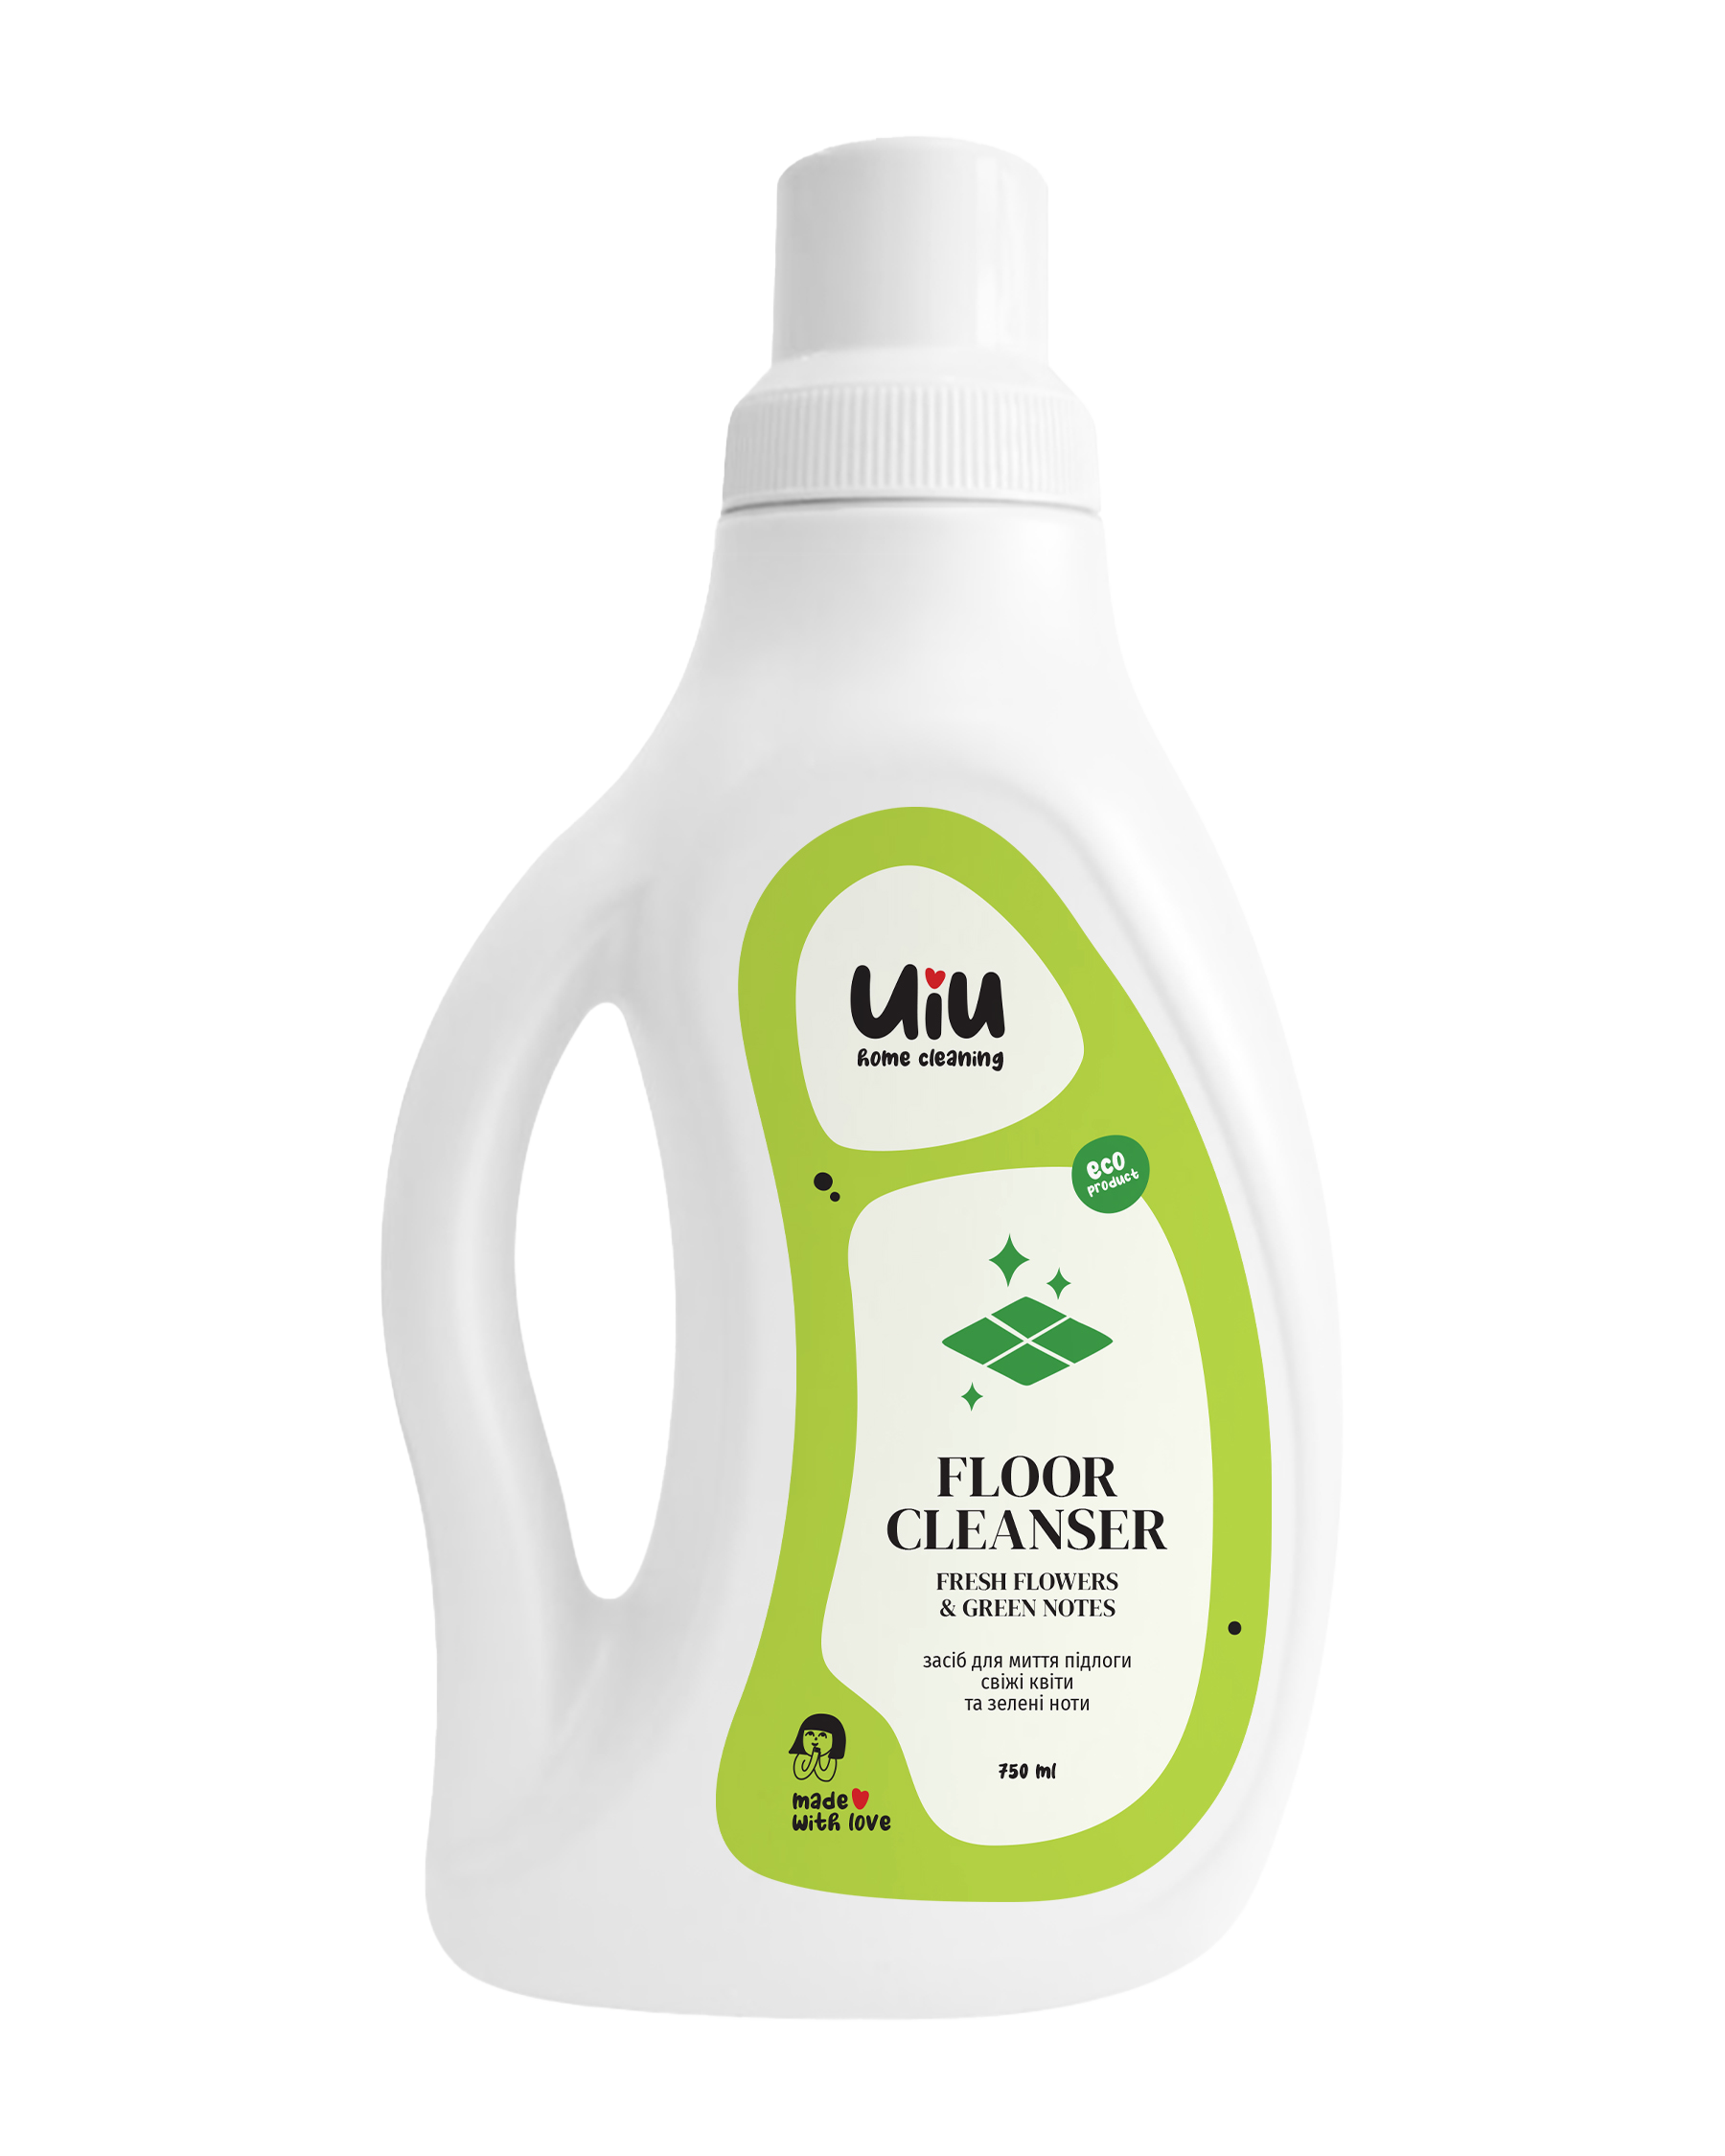 uiu
home cleaning
eco
product
FLOOR
CLEANSER
FRESH FLOWERS
& GREEN NOTES
засіб для миття підлоги
свіжі квіти
та зелені ноти
750 ml
made
with love